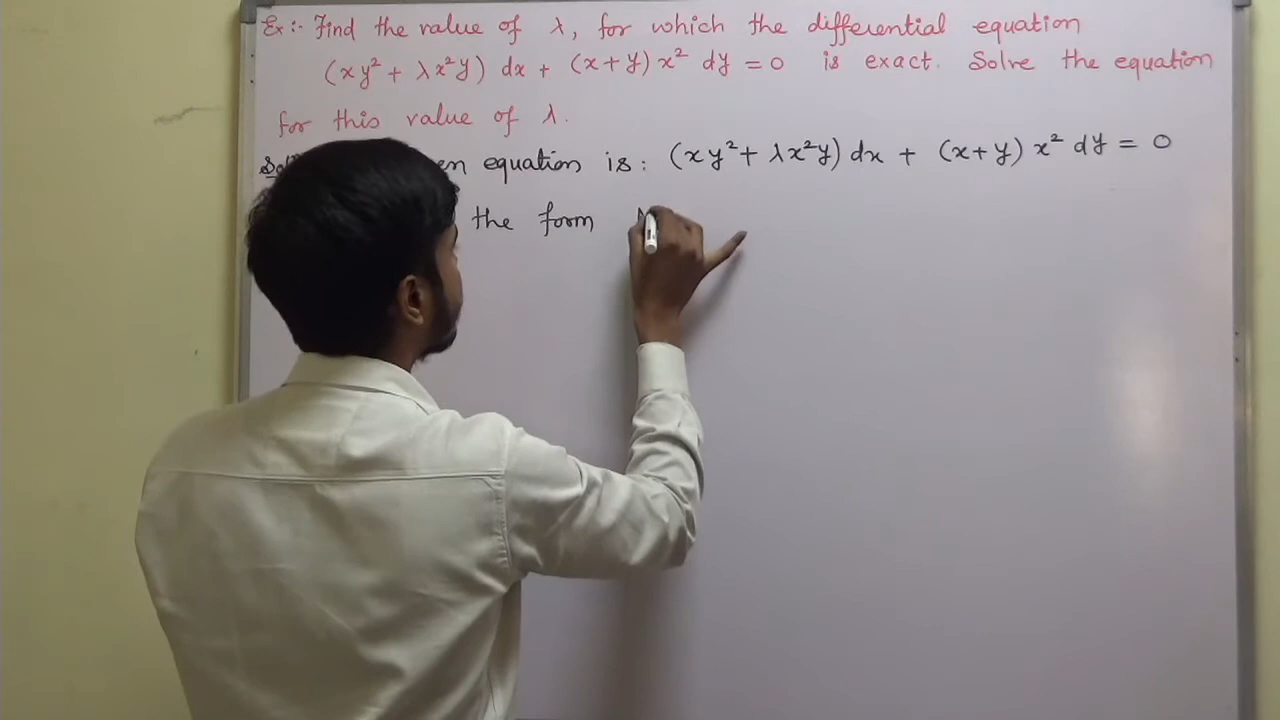 Ex:- Find the value of λ, for which the differential equation
(xy² + λx²y) dx + (x+y) x² dy = 0 is exact. Solve the equation
for this value of λ.
equation is: (xy² + λx²y) dx + (x+y) x² dy = 0
the form